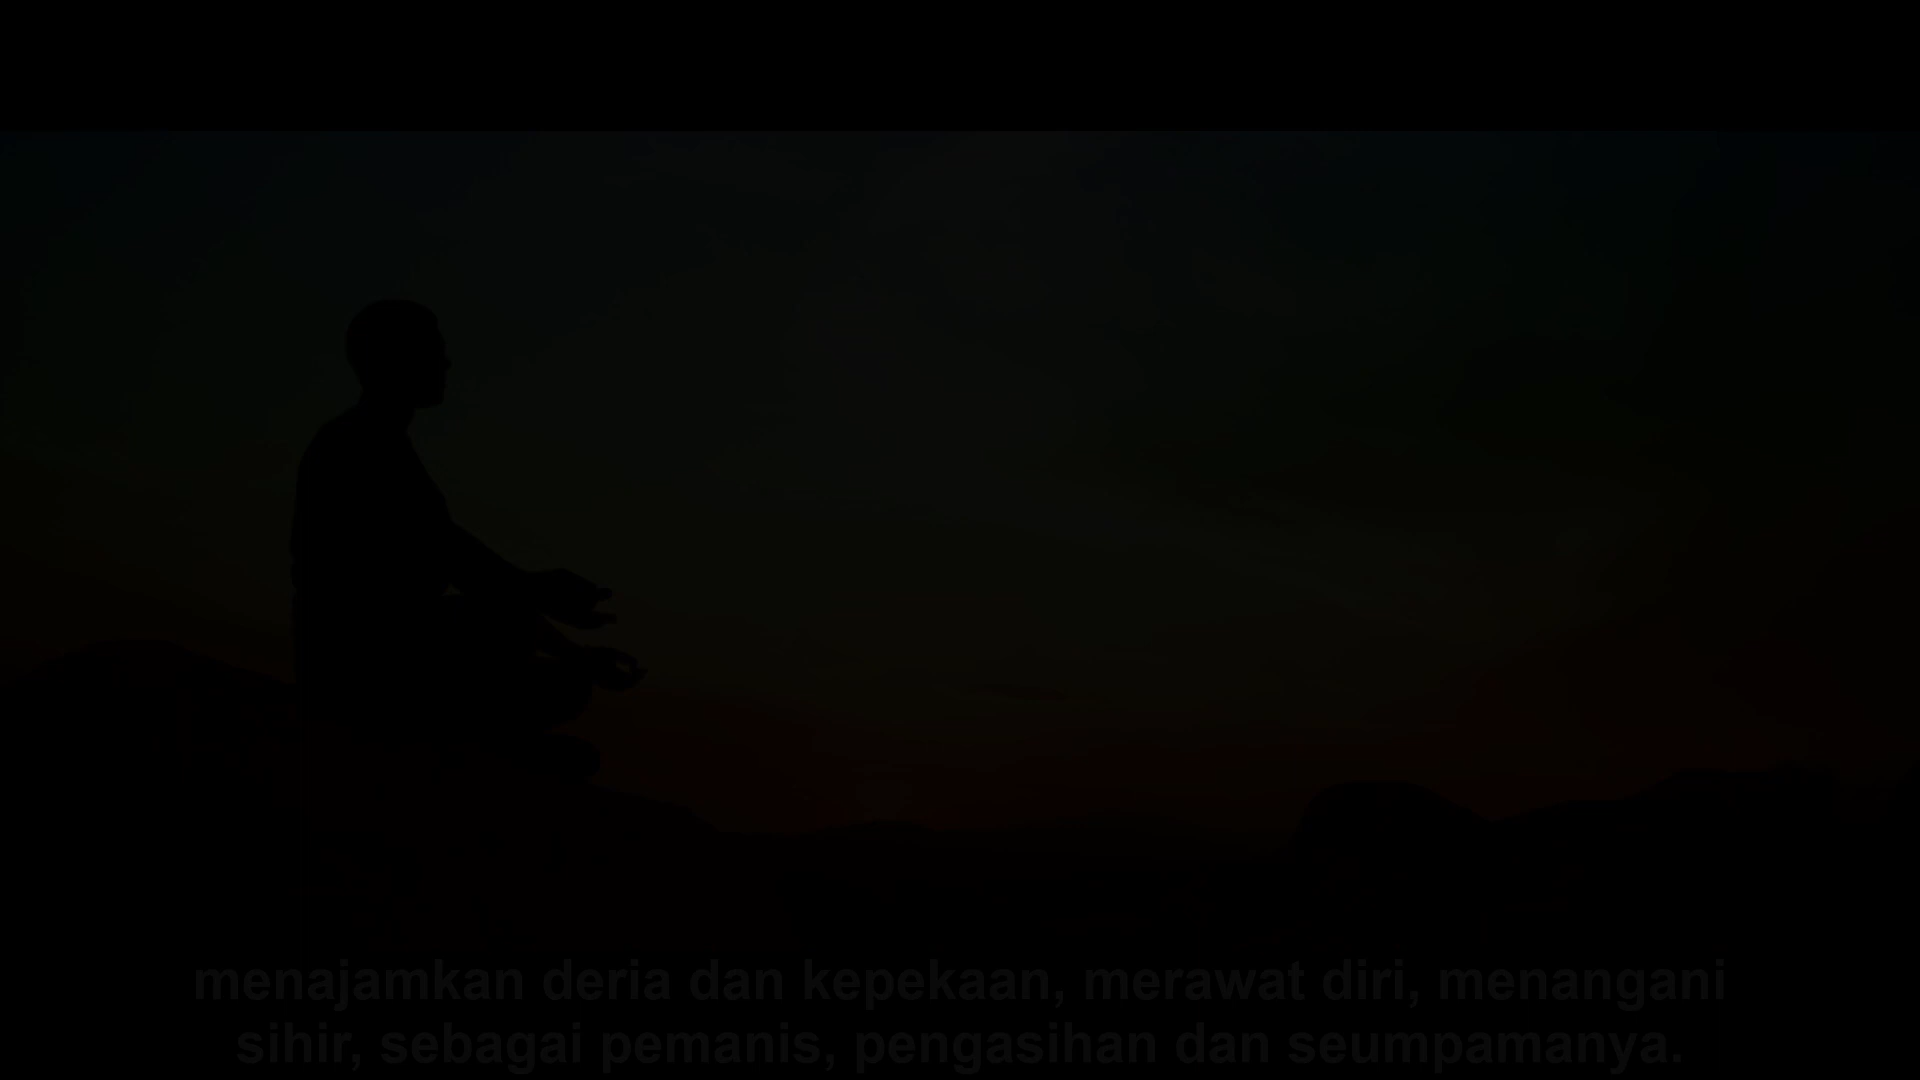 menajamkan deria dan kepekaan, merawat diri, menangani
sihir, sebagai pemanis, pengasihan dan seumpamanya.